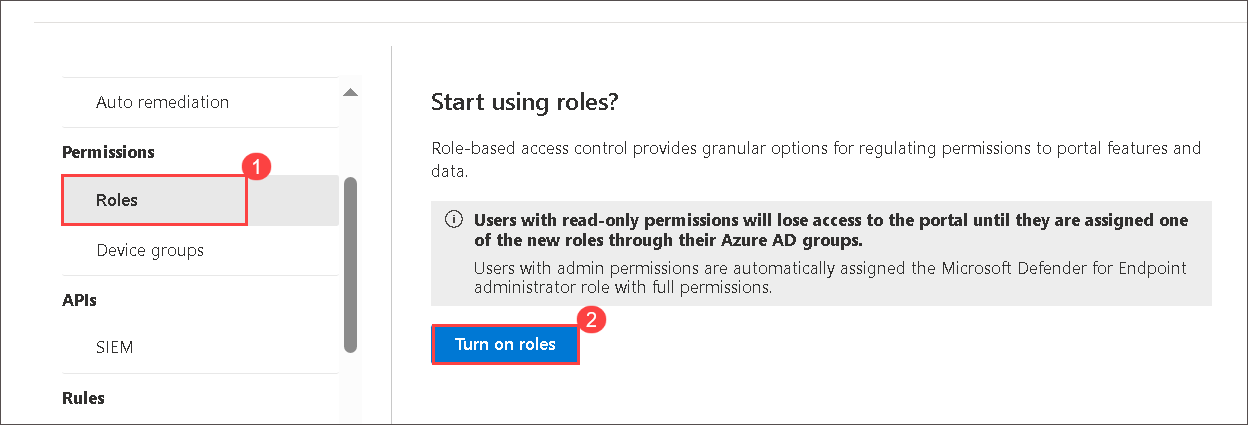 Auto remediation
Permissions
1
Roles
Device groups
APIs
SIEM
Rules
Start using roles?
Role-based access control provides granular options for regulating permissions to portal features and
data.
Users with read-only permissions will lose access to the portal until they are assigned one
of the new roles through their Azure AD groups.
Users with admin permissions are automatically assigned the Microsoft Defender for Endpoint
administrator role with full permissions.
2
Turn on roles